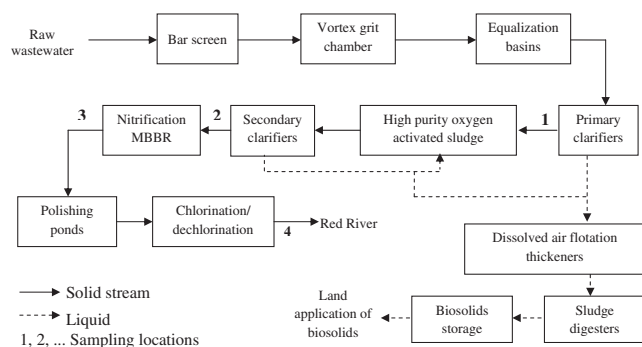 Raw
wastewater
Bar screen
Vortex grit
chamber
Equalization
basins
3
Nitrification
MBBR
2
Secondary
clarifiers
High purity oxygen
activated sludge
1
Primary
clarifiers
Polishing
ponds
Chlorination/
dechlorination
4
Red River
Dissolved air flotation
thickeners
Solid stream
Liquid
1, 2, ... Sampling locations
Land
application of
biosolids
Biosolids
storage
Sludge
digesters